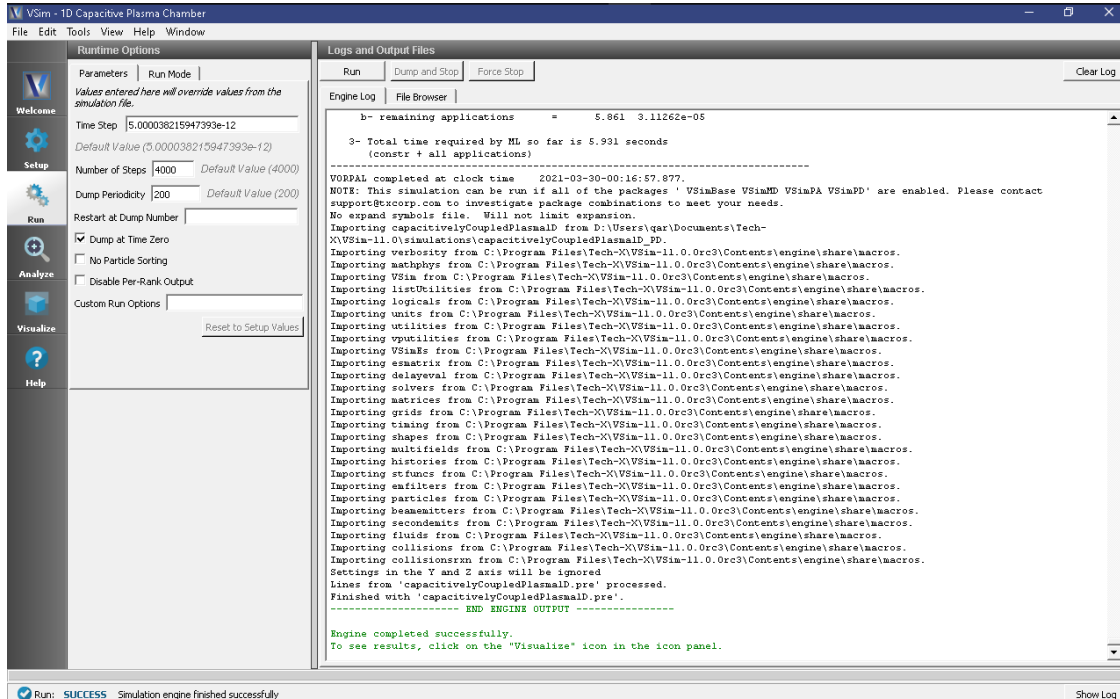 VSim - 1D Capacitive Plasma Chamber
File Edit Tools View Help Window
Welcome
Setup
Run
Analyze
Visualize
Help
Runtime Options
Parameters Run Mode
Values entered here will override values from the
simulation file.
Time Step 5.000038215947393e-12
Default Value (5.000038215947393e-12)
Number of Steps 4000 Default Value (4000)
Dump Periodicity 200 Default Value (200)
Restart at Dump Number
Dump at Time Zero
No Particle Sorting
Disable Per-Rank Output
Custom Run Options
Reset to Setup Values
Logs and Output Files
Run Dump and Stop Force Stop Clear Log
Engine Log File Browser
b- remaining applications = 5.861 3.11262e-05
3- Total time required by ML so far is 5.931 seconds
(constr + all applications)
--------------------------------------------------------------------------------
VORPAL completed at clock time 2021-03-30-00:16:57.877.
NOTE: This simulation can be run if all of the packages ' VSimBase VSimMD VSimPA VSimPD' are enabled. Please contact
support@txcorp.com to investigate package combinations to meet your needs.
No expand symbols file. Will not limit expansion.
Importing capacitivelyCoupledPlasma1D from D:\Users\qar\Documents\Tech-
X\VSim-11.0\simulations\capacitivelyCoupledPlasma1D_PD.
Importing verbosity from C:\Program Files\Tech-X\VSim-11.0.0rc3\Contents\engine\share\macros.
Importing mathphys from C:\Program Files\Tech-X\VSim-11.0.0rc3\Contents\engine\share\macros.
Importing VSim from C:\Program Files\Tech-X\VSim-11.0.0rc3\Contents\engine\share\macros.
Importing listUtilities from C:\Program Files\Tech-X\VSim-11.0.0rc3\Contents\engine\share\macros.
Importing logicals from C:\Program Files\Tech-X\VSim-11.0.0rc3\Contents\engine\share\macros.
Importing units from C:\Program Files\Tech-X\VSim-11.0.0rc3\Contents\engine\share\macros.
Importing utilities from C:\Program Files\Tech-X\VSim-11.0.0rc3\Contents\engine\share\macros.
Importing vputilities from C:\Program Files\Tech-X\VSim-11.0.0rc3\Contents\engine\share\macros.
Importing VSimEs from C:\Program Files\Tech-X\VSim-11.0.0rc3\Contents\engine\share\macros.
Importing esmatrix from C:\Program Files\Tech-X\VSim-11.0.0rc3\Contents\engine\share\macros.
Importing delayeval from C:\Program Files\Tech-X\VSim-11.0.0rc3\Contents\engine\share\macros.
Importing solvers from C:\Program Files\Tech-X\VSim-11.0.0rc3\Contents\engine\share\macros.
Importing matrices from C:\Program Files\Tech-X\VSim-11.0.0rc3\Contents\engine\share\macros.
Importing grids from C:\Program Files\Tech-X\VSim-11.0.0rc3\Contents\engine\share\macros.
Importing timing from C:\Program Files\Tech-X\VSim-11.0.0rc3\Contents\engine\share\macros.
Importing shapes from C:\Program Files\Tech-X\VSim-11.0.0rc3\Contents\engine\share\macros.
Importing multifields from C:\Program Files\Tech-X\VSim-11.0.0rc3\Contents\engine\share\macros.
Importing histories from C:\Program Files\Tech-X\VSim-11.0.0rc3\Contents\engine\share\macros.
Importing stfuncs from C:\Program Files\Tech-X\VSim-11.0.0rc3\Contents\engine\share\macros.
Importing emfilters from C:\Program Files\Tech-X\VSim-11.0.0rc3\Contents\engine\share\macros.
Importing particles from C:\Program Files\Tech-X\VSim-11.0.0rc3\Contents\engine\share\macros.
Importing beamemitters from C:\Program Files\Tech-X\VSim-11.0.0rc3\Contents\engine\share\macros.
Importing secondemits from C:\Program Files\Tech-X\VSim-11.0.0rc3\Contents\engine\share\macros.
Importing fluids from C:\Program Files\Tech-X\VSim-11.0.0rc3\Contents\engine\share\macros.
Importing collisions from C:\Program Files\Tech-X\VSim-11.0.0rc3\Contents\engine\share\macros.
Importing collisionsrxn from C:\Program Files\Tech-X\VSim-11.0.0rc3\Contents\engine\share\macros.
Settings in the Y and Z axis will be ignored
Lines from 'capacitivelyCoupledPlasma1D.pre' processed.
Finished with 'capacitivelyCoupledPlasma1D.pre'.
--------------------- END ENGINE OUTPUT ----------------
Engine completed successfully.
To see results, click on the "Visualize" icon in the icon panel.
Run: SUCCESS Simulation engine finished successfully Show Log